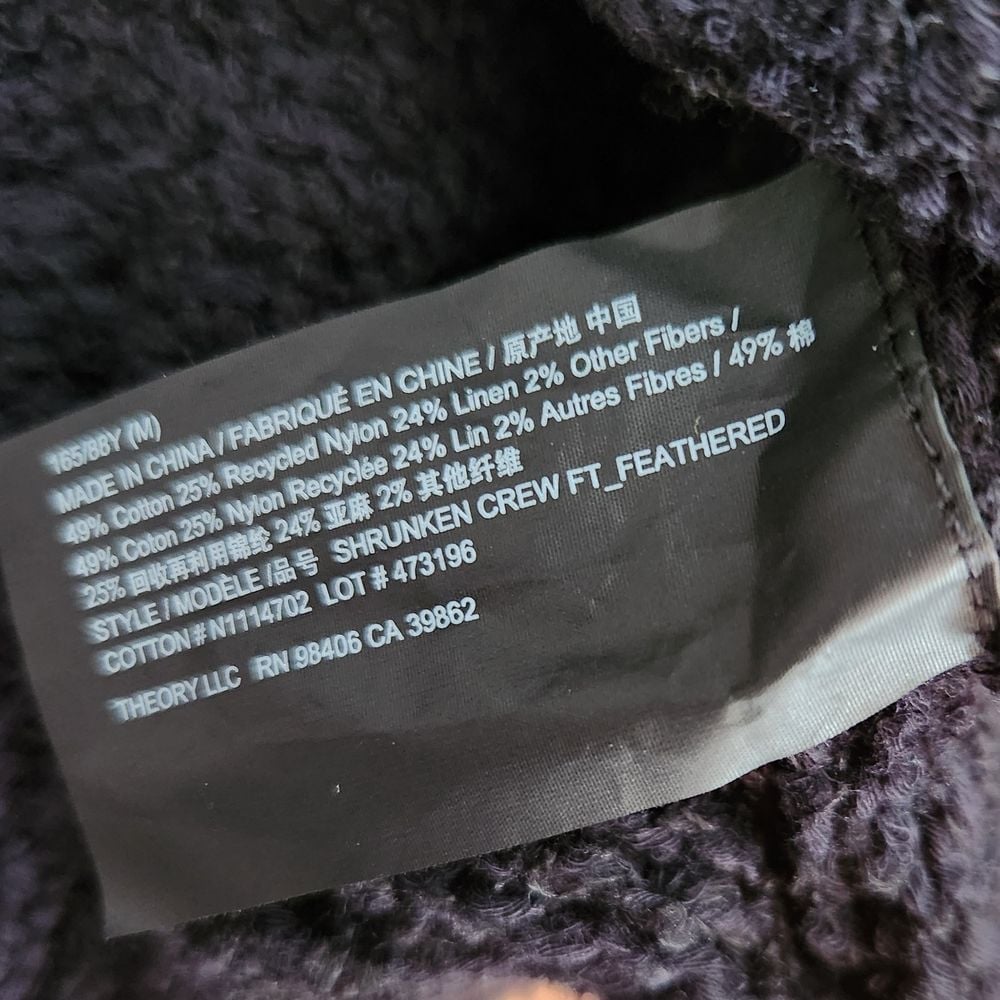 165/88Y (M)
MADE IN CHINA / FABRIQUÉ EN CHINE / 原产地 中国
49% Cotton 25% Recycled Nylon 24% Linen 2% Other Fibers /
49% Coton 25% Nylon Recyclée 24% Lin 2% Autres Fibres / 49% 棉
25% 回收再利用锦纶 24% 亚麻 2% 其他纤维
STYLE / MODÈLE /品号 SHRUNKEN CREW FT_FEATHERED
COTTON # N1114702 LOT # 473196
THEORY LLC RN 98406 CA 39862